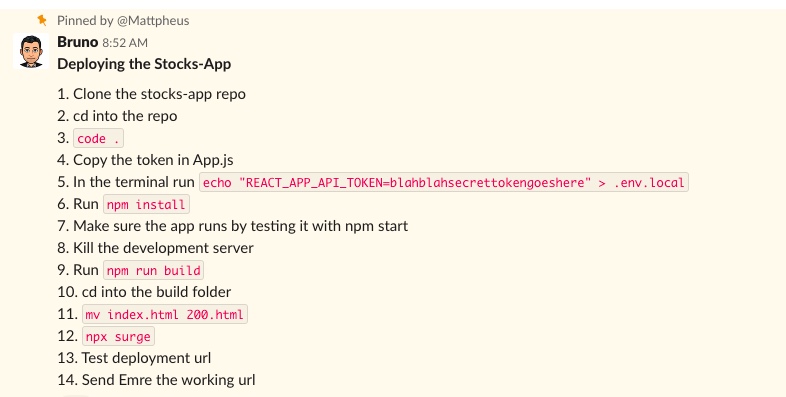 Pinned by @Mattpheus
Bruno 8:52 AM
Deploying the Stocks-App
1. Clone the stocks-app repo
2. cd into the repo
3. code .
4. Copy the token in App.js
5. In the terminal run echo "REACT_APP_API_TOKEN=blahblahsecrettokengoeshere" > .env.local
6. Run npm install
7. Make sure the app runs by testing it with npm start
8. Kill the development server
9. Run npm run build
10. cd into the build folder
11. mv index.html 200.html
12. npx surge
13. Test deployment url
14. Send Emre the working url